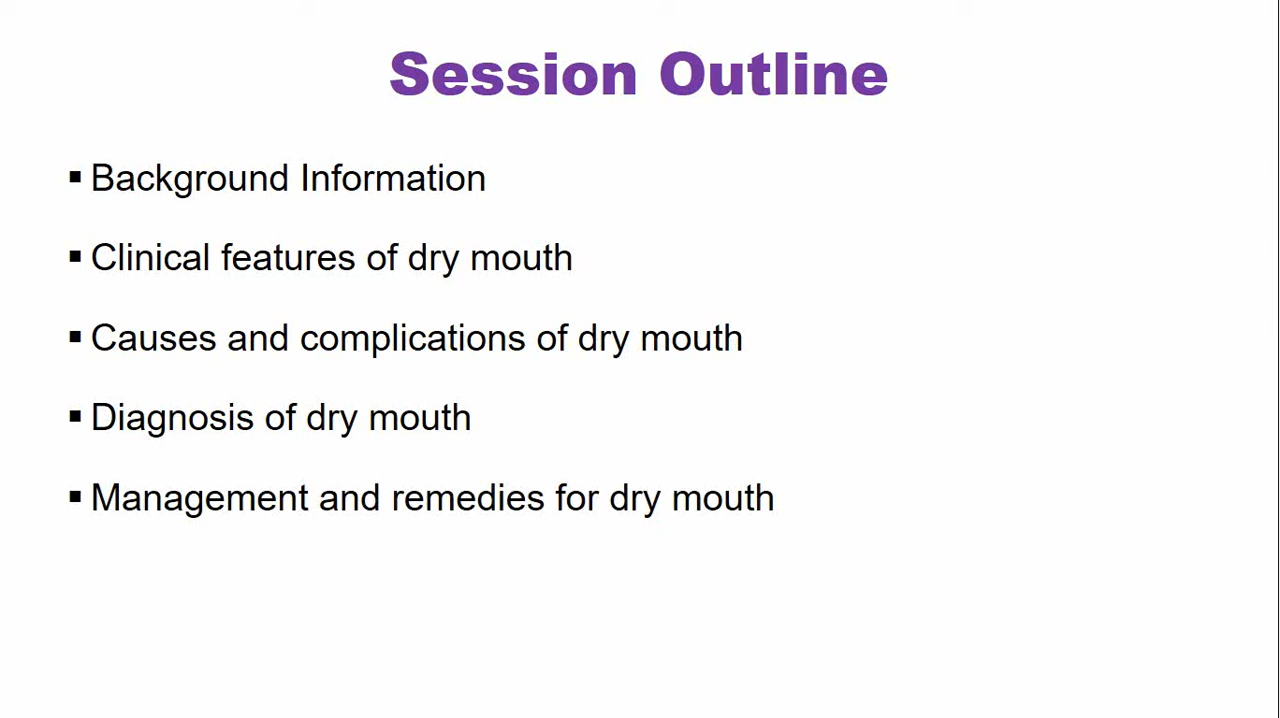 Session Outline
▪ Background Information
▪ Clinical features of dry mouth
▪ Causes and complications of dry mouth
▪ Diagnosis of dry mouth
▪ Management and remedies for dry mouth